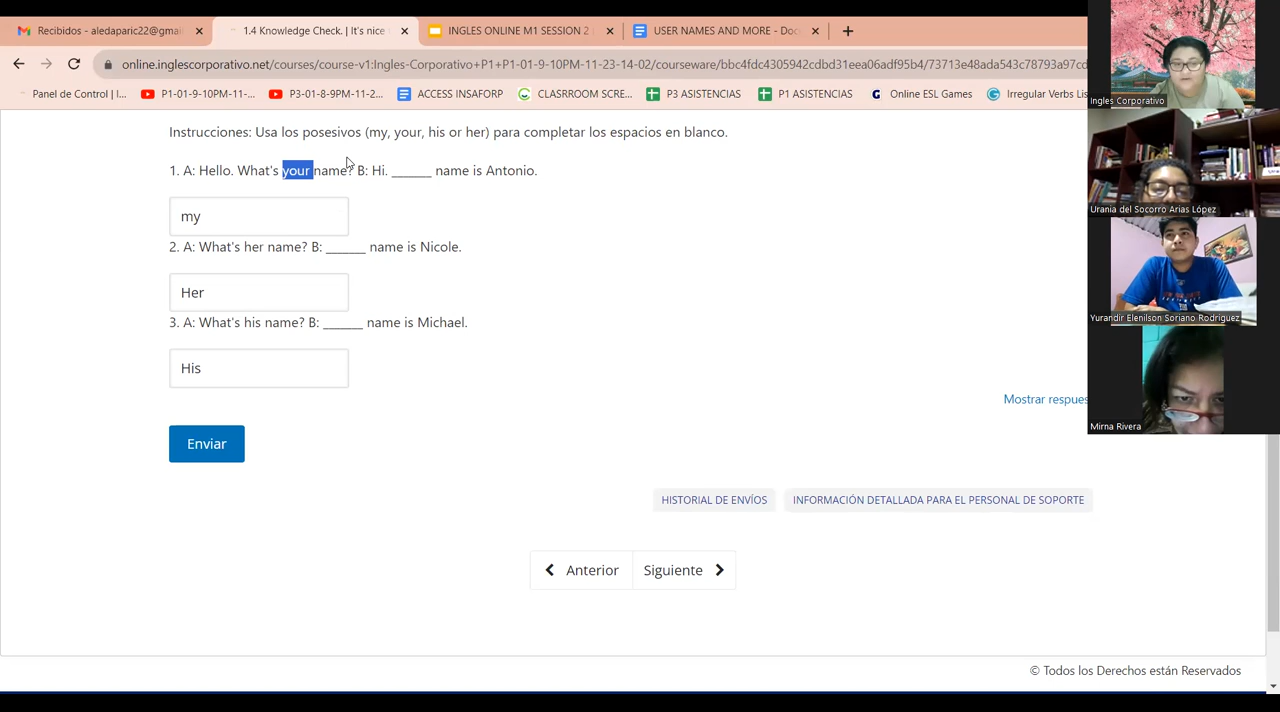 Recibidos - aledaparic22@gmai
1.4 Knowledge Check. | It's nice
INGLES ONLINE M1 SESSION 2
USER NAMES AND MORE - Doc
online.inglescorporativo.net/courses/course-v1:Ingles-Corporativo+P1+P1-01-9-10PM-11-23-14-02/courseware/bbc4fdc4305942cdbd31eea06adf95b4/73713e48ada543c78793a97cd
Panel de Control | I...
P1-01-9-10PM-11-...
P3-01-8-9PM-11-2...
ACCESS INSAFORP
CLASRROOM SCRE...
P3 ASISTENCIAS
P1 ASISTENCIAS
Online ESL Games
Irregular Verbs Lis
Instrucciones: Usa los posesivos (my, your, his or her) para completar los espacios en blanco.
1. A: Hello. What's your name? B: Hi. ______ name is Antonio.
my
2. A: What's her name? B: ______ name is Nicole.
Her
3. A: What's his name? B: ______ name is Michael.
His
Mostrar respues
Enviar
HISTORIAL DE ENVÍOS
INFORMACIÓN DETALLADA PARA EL PERSONAL DE SOPORTE
Anterior
Siguiente
© Todos los Derechos están Reservados
Ingles Corporativo
Urania del Socorro Arias López
Yurandir Elenilson Soriano Rodriguez
Mirna Rivera